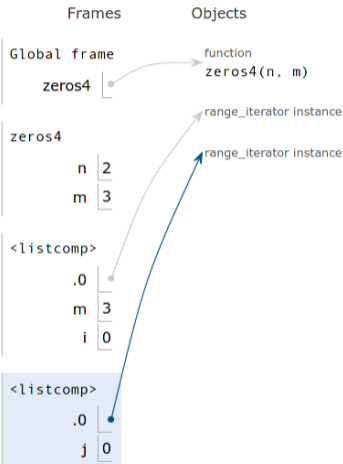 Frames Objects
Global frame
zeros4
function
zeros4(n, m)
range_iterator instance
range_iterator instance
zeros4
n 2
m 3
<listcomp>
.0
m 3
i 0
<listcomp>
.0
j 0